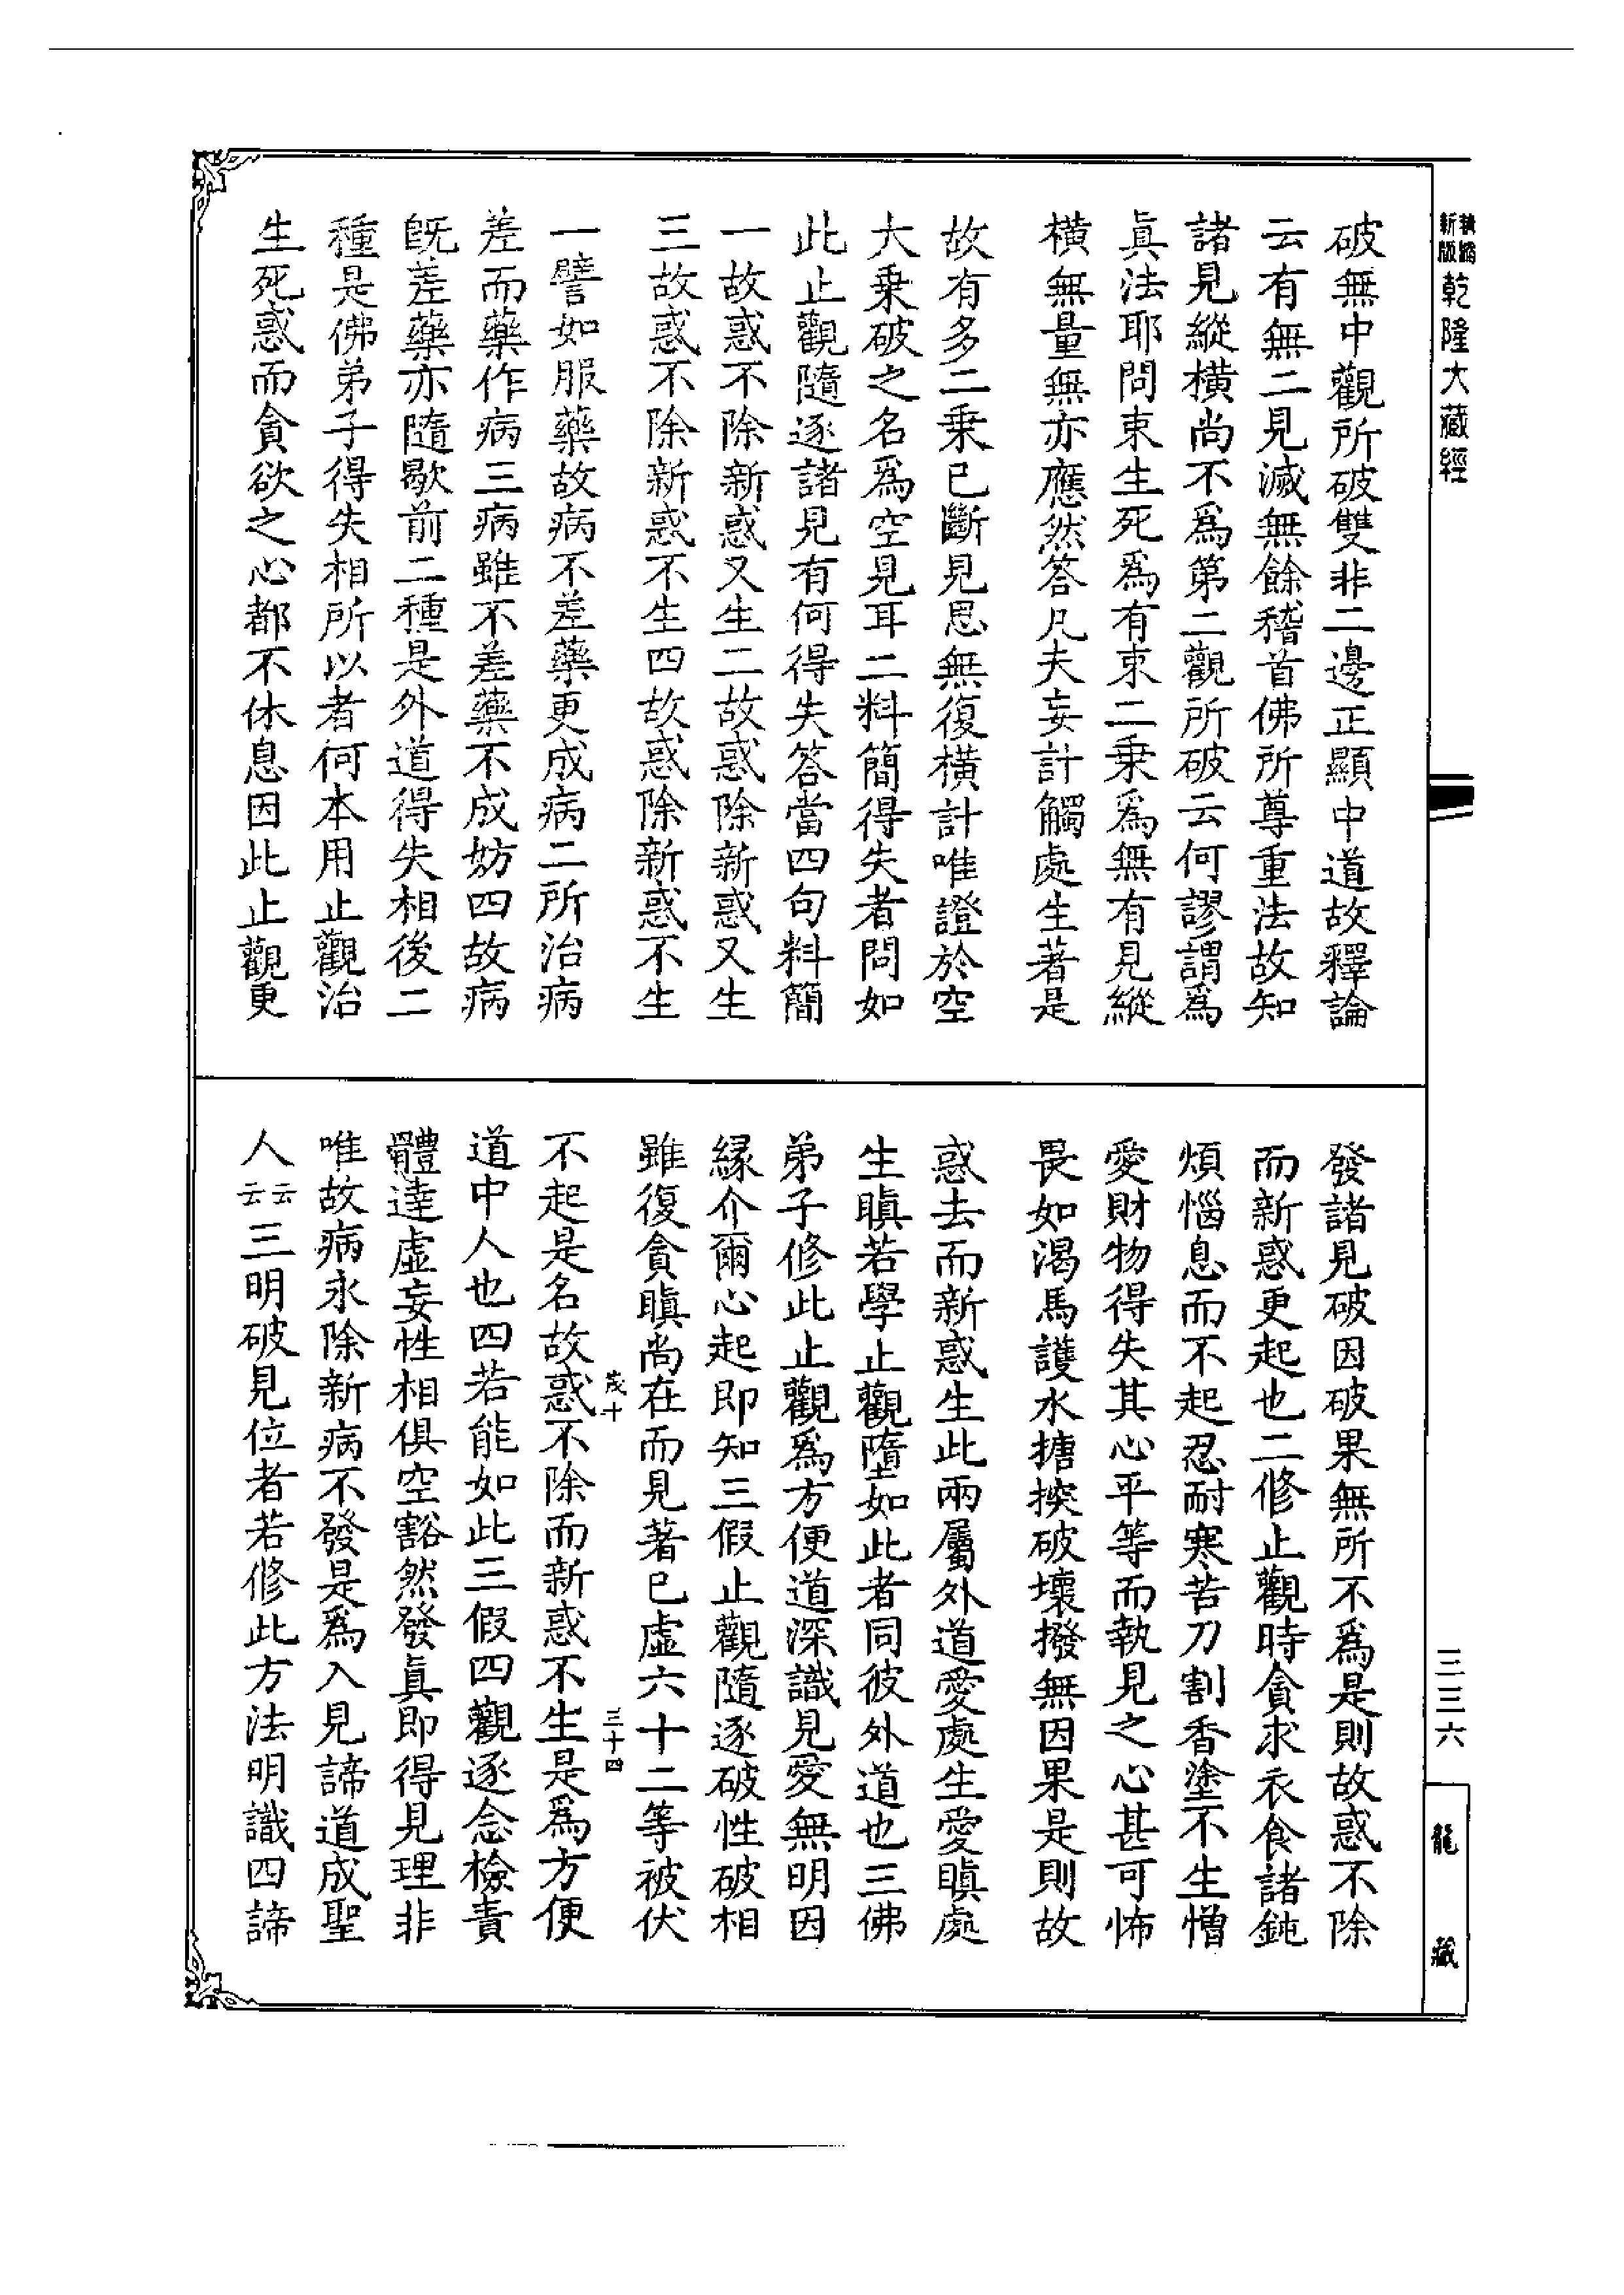 新版
乾隆大藏經
破無中觀所破雙非二邊正顯中道故釋論
云有無二見滅無餘稽首佛所尊重法故知
諸見縱橫尚不爲第二觀所破云何謬謂爲
眞法耶問束生死爲有束二乗爲無有見縱
橫無量無亦應然答凡夫妄計觸處生著是
故有多二乗已斷見思無復橫計唯證於空
大乗破之名爲空見耳二料簡得失者問如
此止觀隨逐諸見有何得失答當四句料簡
一故惑不除新惑又生二故惑除新惑又生
三故惑不除新惑不生四故惑除新惑不生
一譬如服藥故病不差藥更成病二所治病
差而藥作病三病雖不差藥不成妨四故病
旣差藥亦隨歇前二種是外道得失相後二
種是佛弟子得失相所以者何本用止觀治
生死惑而貪欲之心都不休息因此止觀更
發諸見破因破果無所不爲是則故惑不除
而新惑更起也二修止觀時貪求衣食諸鈍
煩惱息而不起忍耐寒苦刀割香塗不生憎
愛財物得失其心平等而執見之心甚可怖
畏如渴馬護水搪揬破壞撥無因果是則故
惑去而新惑生此兩屬外道愛處生愛瞋處
生瞋若學止觀墮如此者同彼外道也三佛
弟子修此止觀爲方便道深識見愛無明因
緣介爾心起即知三假止觀隨逐破性破相
雖復貪瞋尚在而見著已虛六十二等被伏
不起是名故惑不除而新惑不生是爲方便
道中人也四若能如此三假四觀逐念檢責
體達虛妄性相俱空豁然發眞即得見理非
唯故病永除新病不發是爲入見諦道成聖
人云云三明破見位者若修此方法明識四諦
三十四
三三六
龍藏